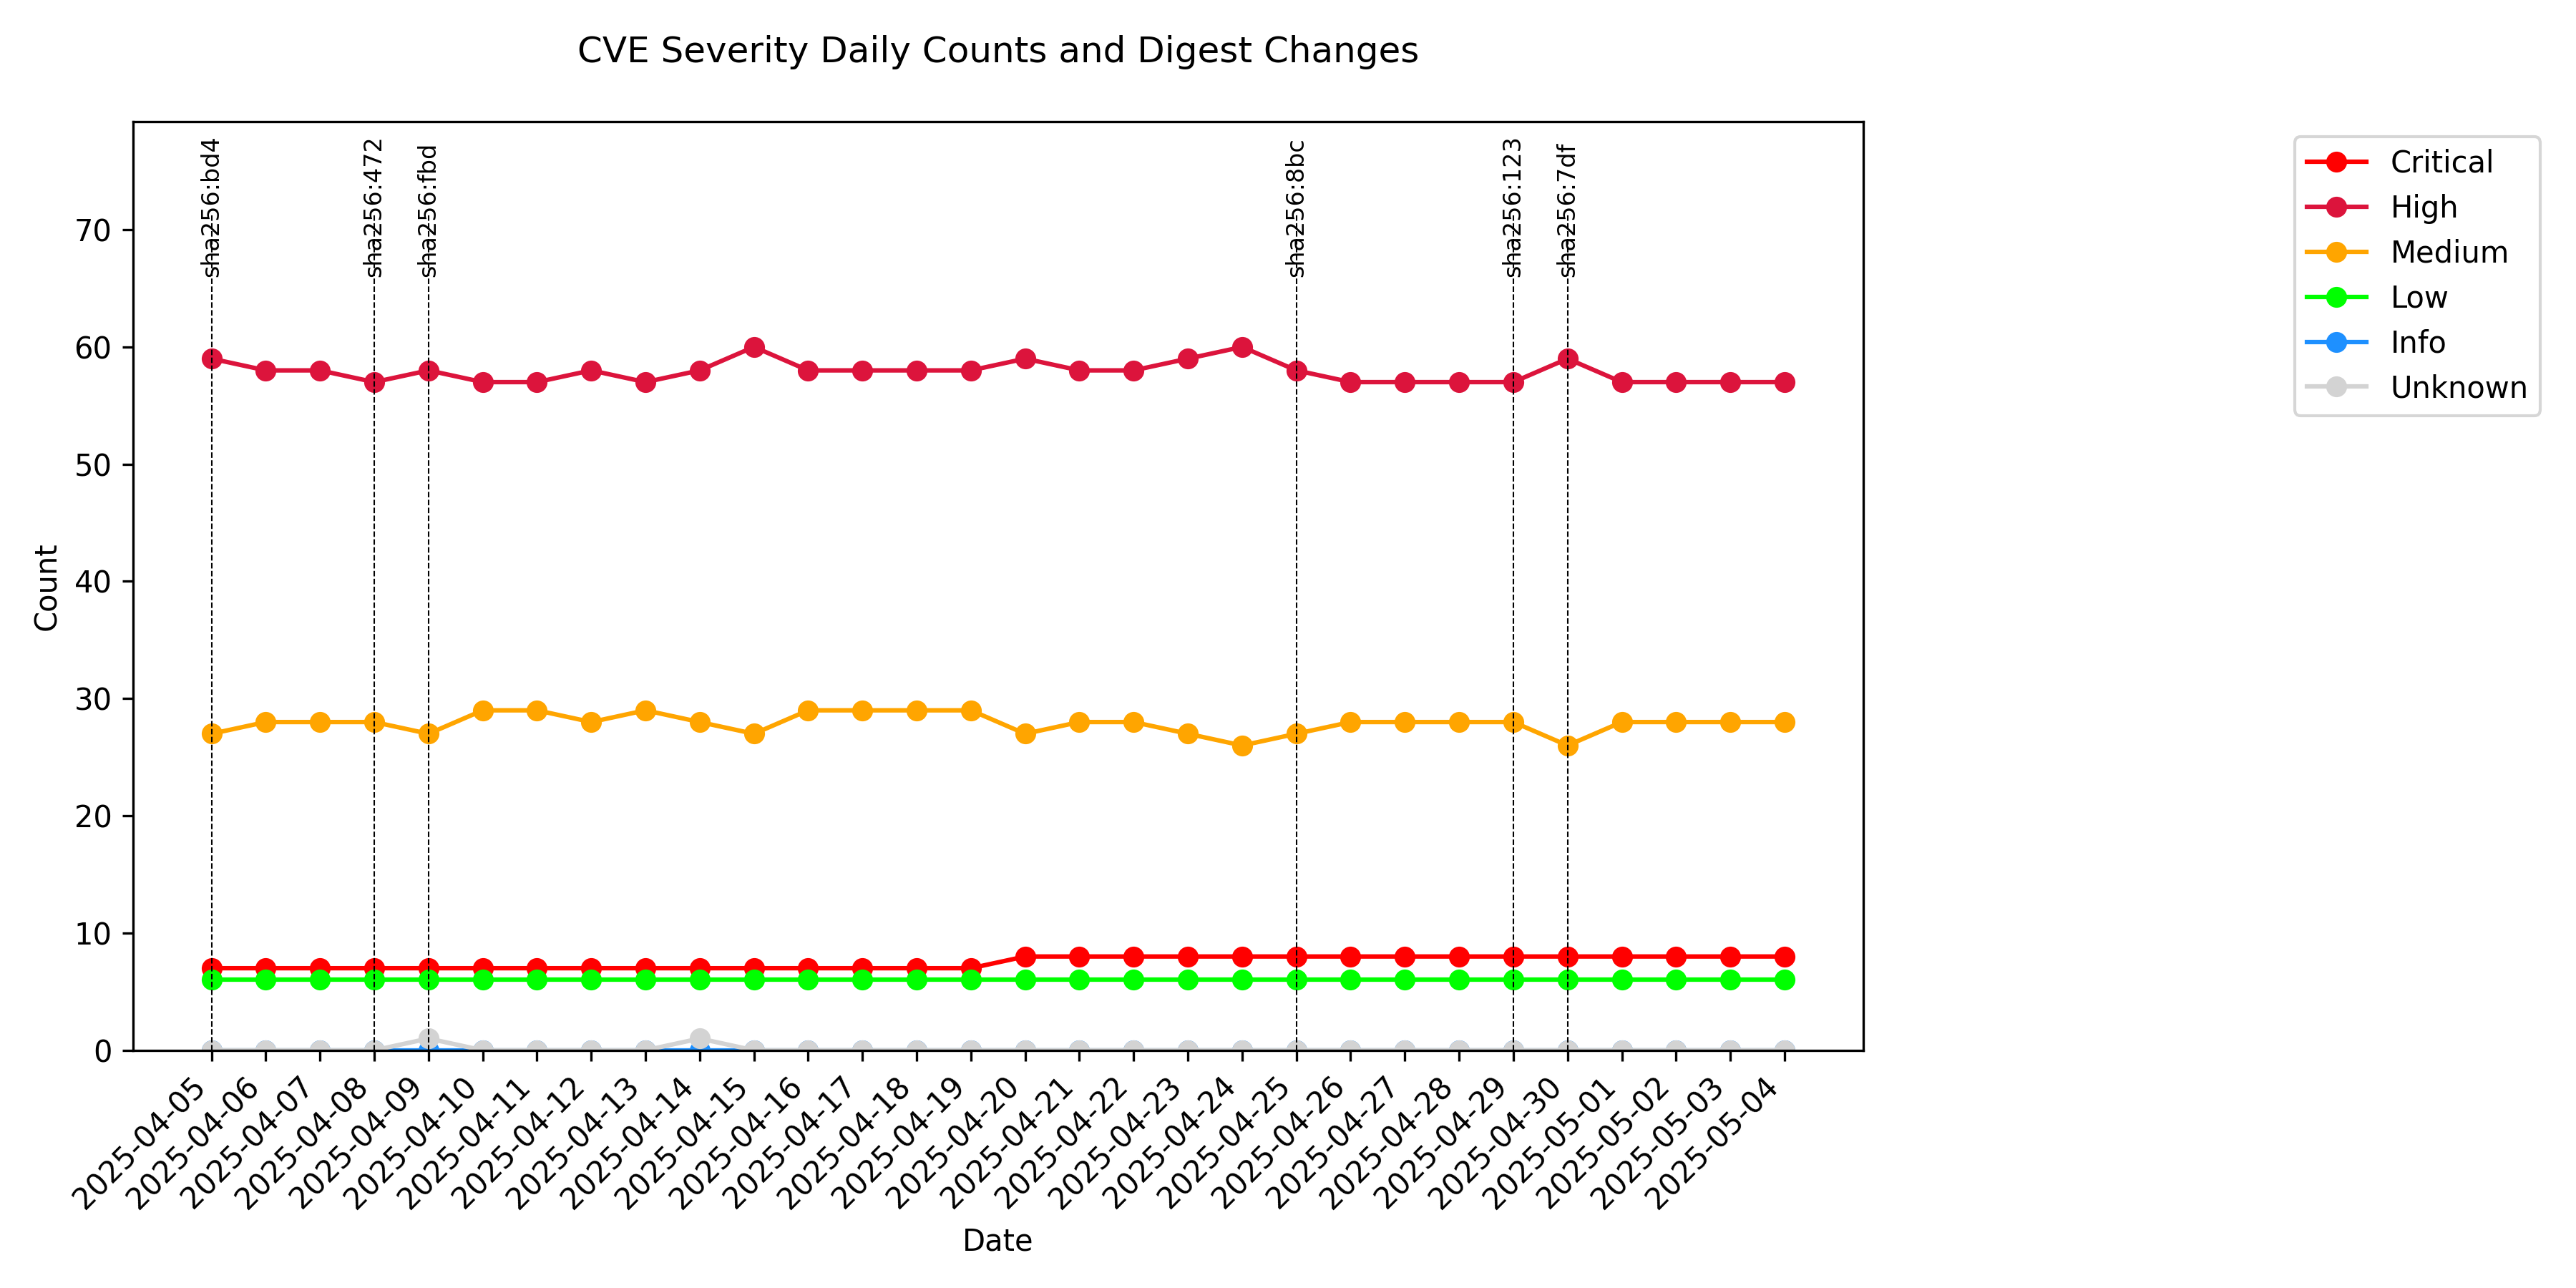 CVE Severity Daily Counts and Digest Changes
sha256:bd4
sha256:472
sha256:fbd
sha256:8bc
sha256:123
sha256:7df
Critical
High
Medium
Low
Info
Unknown
70
60
50
40
30
20
10
0
Count
2025-04-05
2025-04-06
2025-04-07
2025-04-08
2025-04-09
2025-04-10
2025-04-11
2025-04-12
2025-04-13
2025-04-14
2025-04-15
2025-04-16
2025-04-17
2025-04-18
2025-04-19
2025-04-20
2025-04-21
2025-04-22
2025-04-23
2025-04-24
2025-04-25
2025-04-26
2025-04-27
2025-04-28
2025-04-29
2025-04-30
2025-05-01
2025-05-02
2025-05-03
2025-05-04
Date